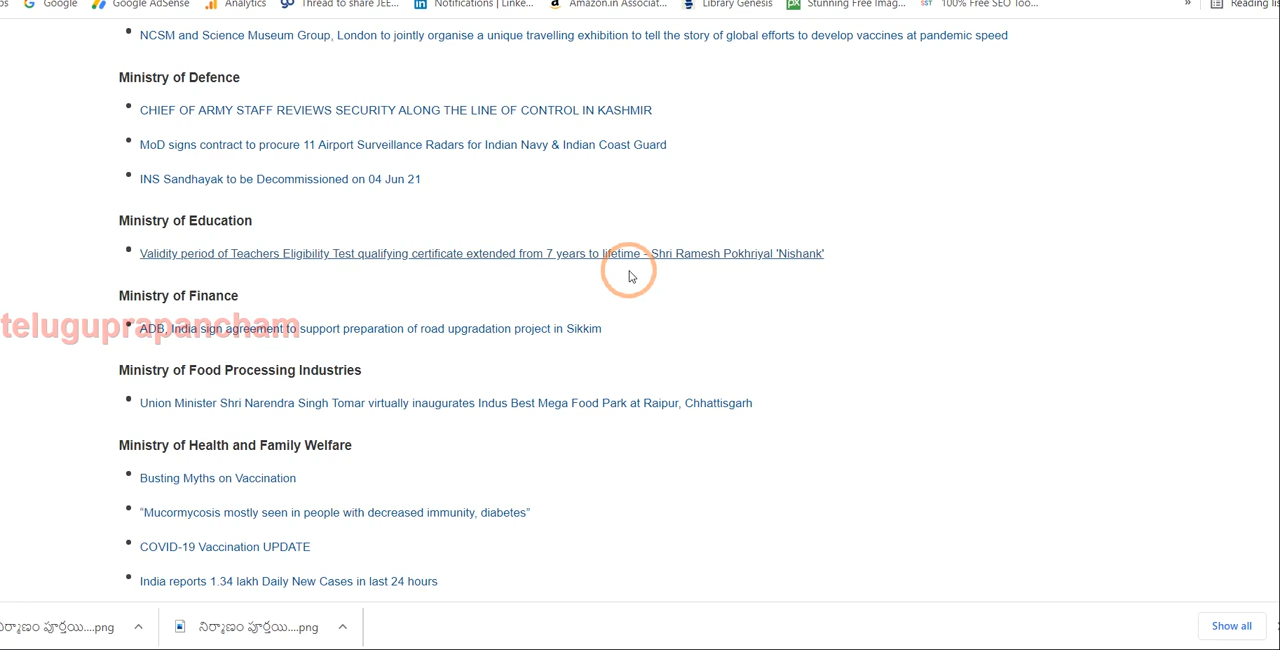 Google Google AdSense Analytics Thread to share JEE... Notifications | Linke... Amazon.in Associat... Library Genesis Stunning Free Imag... 100% Free SEO Too... » Reading lis
NCSM and Science Museum Group, London to jointly organise a unique travelling exhibition to tell the story of global efforts to develop vaccines at pandemic speed
Ministry of Defence
CHIEF OF ARMY STAFF REVIEWS SECURITY ALONG THE LINE OF CONTROL IN KASHMIR
MoD signs contract to procure 11 Airport Surveillance Radars for Indian Navy & Indian Coast Guard
INS Sandhayak to be Decommissioned on 04 Jun 21
Ministry of Education
Validity period of Teachers Eligibility Test qualifying certificate extended from 7 years to lifetime - Shri Ramesh Pokhriyal 'Nishank'
Ministry of Finance
teluguprapancham
ADB, India sign agreement to support preparation of road upgradation project in Sikkim
Ministry of Food Processing Industries
Union Minister Shri Narendra Singh Tomar virtually inaugurates Indus Best Mega Food Park at Raipur, Chhattisgarh
Ministry of Health and Family Welfare
Busting Myths on Vaccination
“Mucormycosis mostly seen in people with decreased immunity, diabetes”
COVID-19 Vaccination UPDATE
India reports 1.34 lakh Daily New Cases in last 24 hours
నిర్మాణం పూర్తయి....png నిర్మాణం పూర్తయి....png Show all